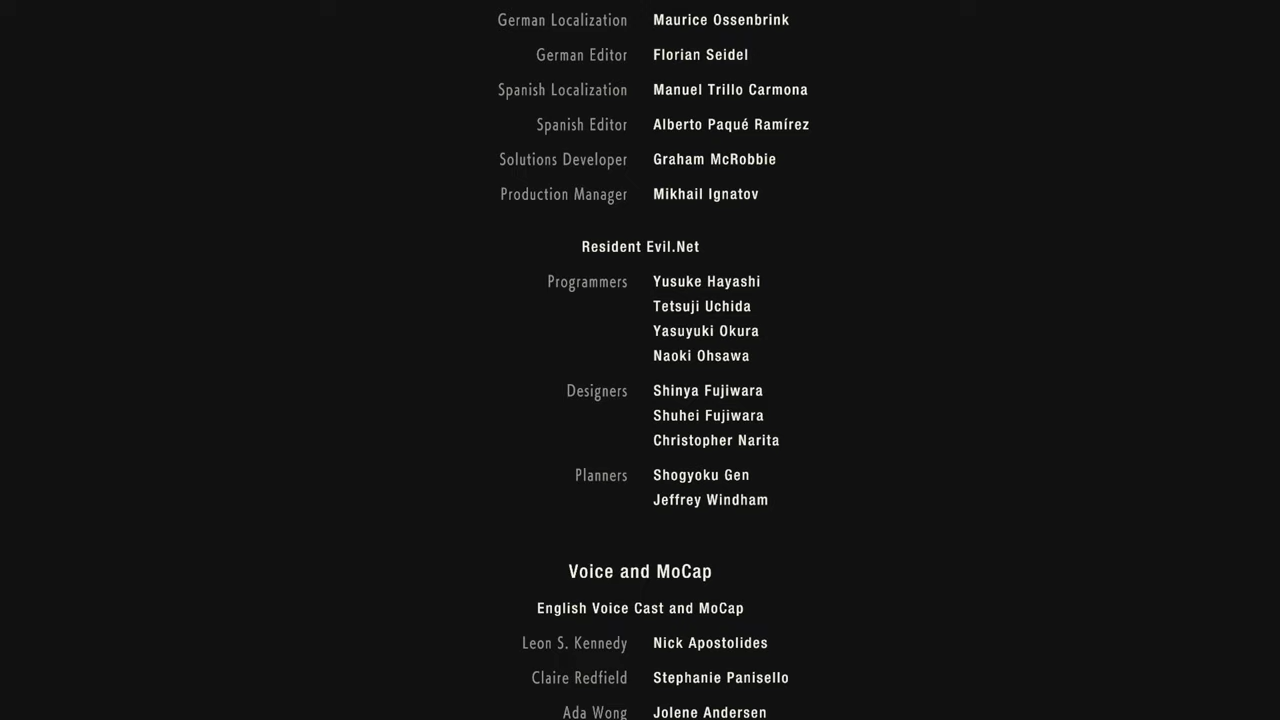 German Localization Maurice Ossenbrink
German Editor Florian Seidel
Spanish Localization Manuel Trillo Carmona
Spanish Editor Alberto Paqué Ramírez
Solutions Developer Graham McRobbie
Production Manager Mikhail Ignatov
Resident Evil.Net
Programmers Yusuke Hayashi
Tetsuji Uchida
Yasuyuki Okura
Naoki Ohsawa
Designers Shinya Fujiwara
Shuhei Fujiwara
Christopher Narita
Planners Shogyoku Gen
Jeffrey Windham
Voice and MoCap
English Voice Cast and MoCap
Leon S. Kennedy Nick Apostolides
Claire Redfield Stephanie Panisello
Ada Wong Jolene Andersen